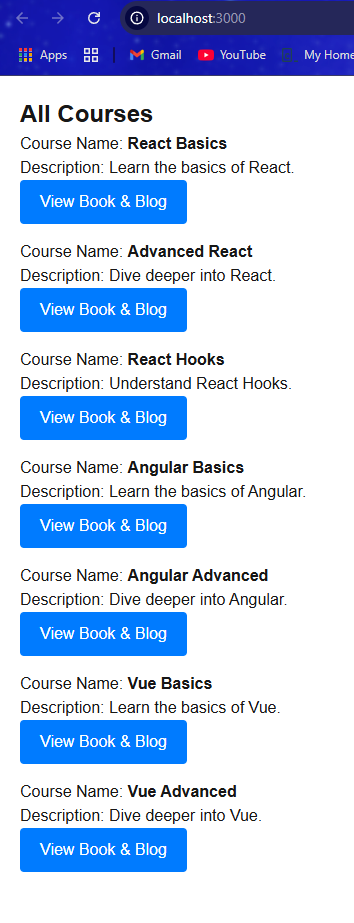 localhost:3000
Apps Gmail YouTube My Home
All Courses
Course Name: React Basics
Description: Learn the basics of React.
View Book & Blog
Course Name: Advanced React
Description: Dive deeper into React.
View Book & Blog
Course Name: React Hooks
Description: Understand React Hooks.
View Book & Blog
Course Name: Angular Basics
Description: Learn the basics of Angular.
View Book & Blog
Course Name: Angular Advanced
Description: Dive deeper into Angular.
View Book & Blog
Course Name: Vue Basics
Description: Learn the basics of Vue.
View Book & Blog
Course Name: Vue Advanced
Description: Dive deeper into Vue.
View Book & Blog